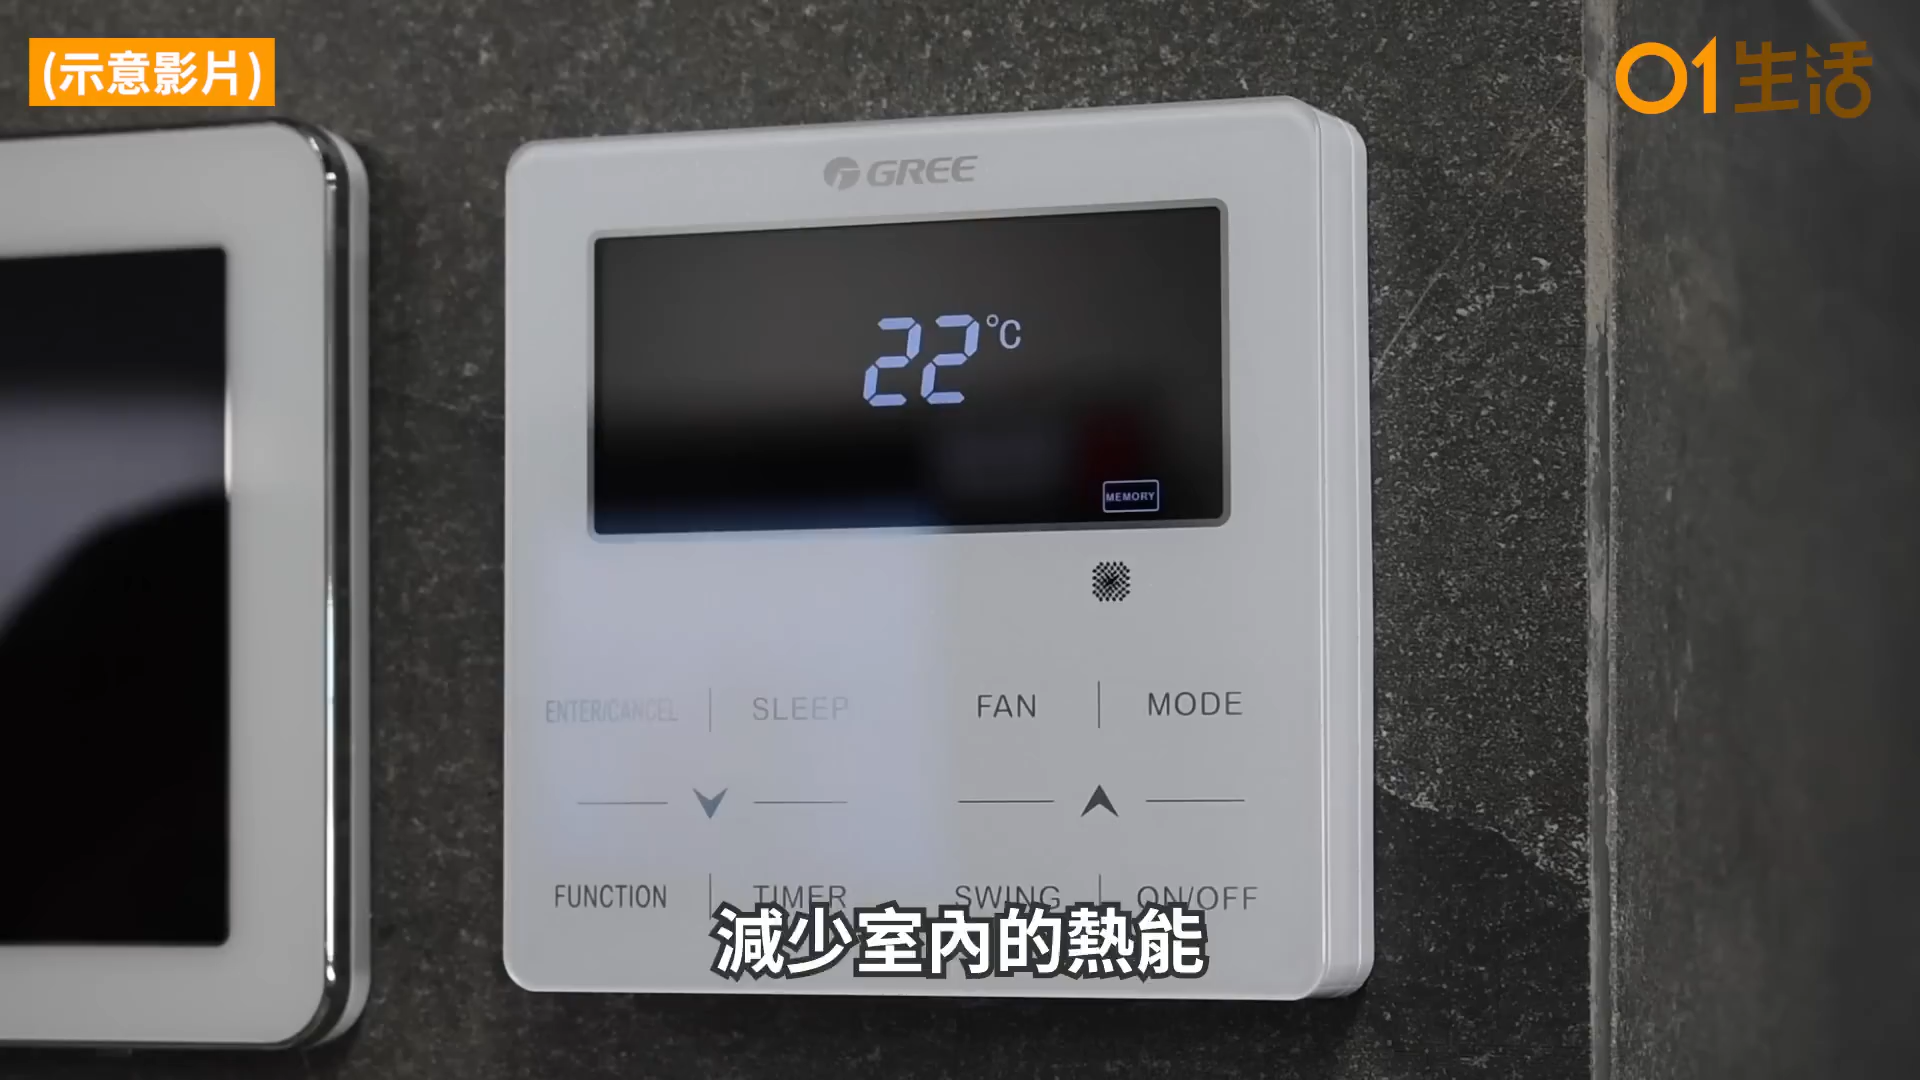 (示意影片)
01生活
GREE
22°C
MEMORY
ENTER/CANCEL
SLEEP
FAN
MODE
FUNCTION
TIMER
SWING
ON/OFF
減少室內的熱能